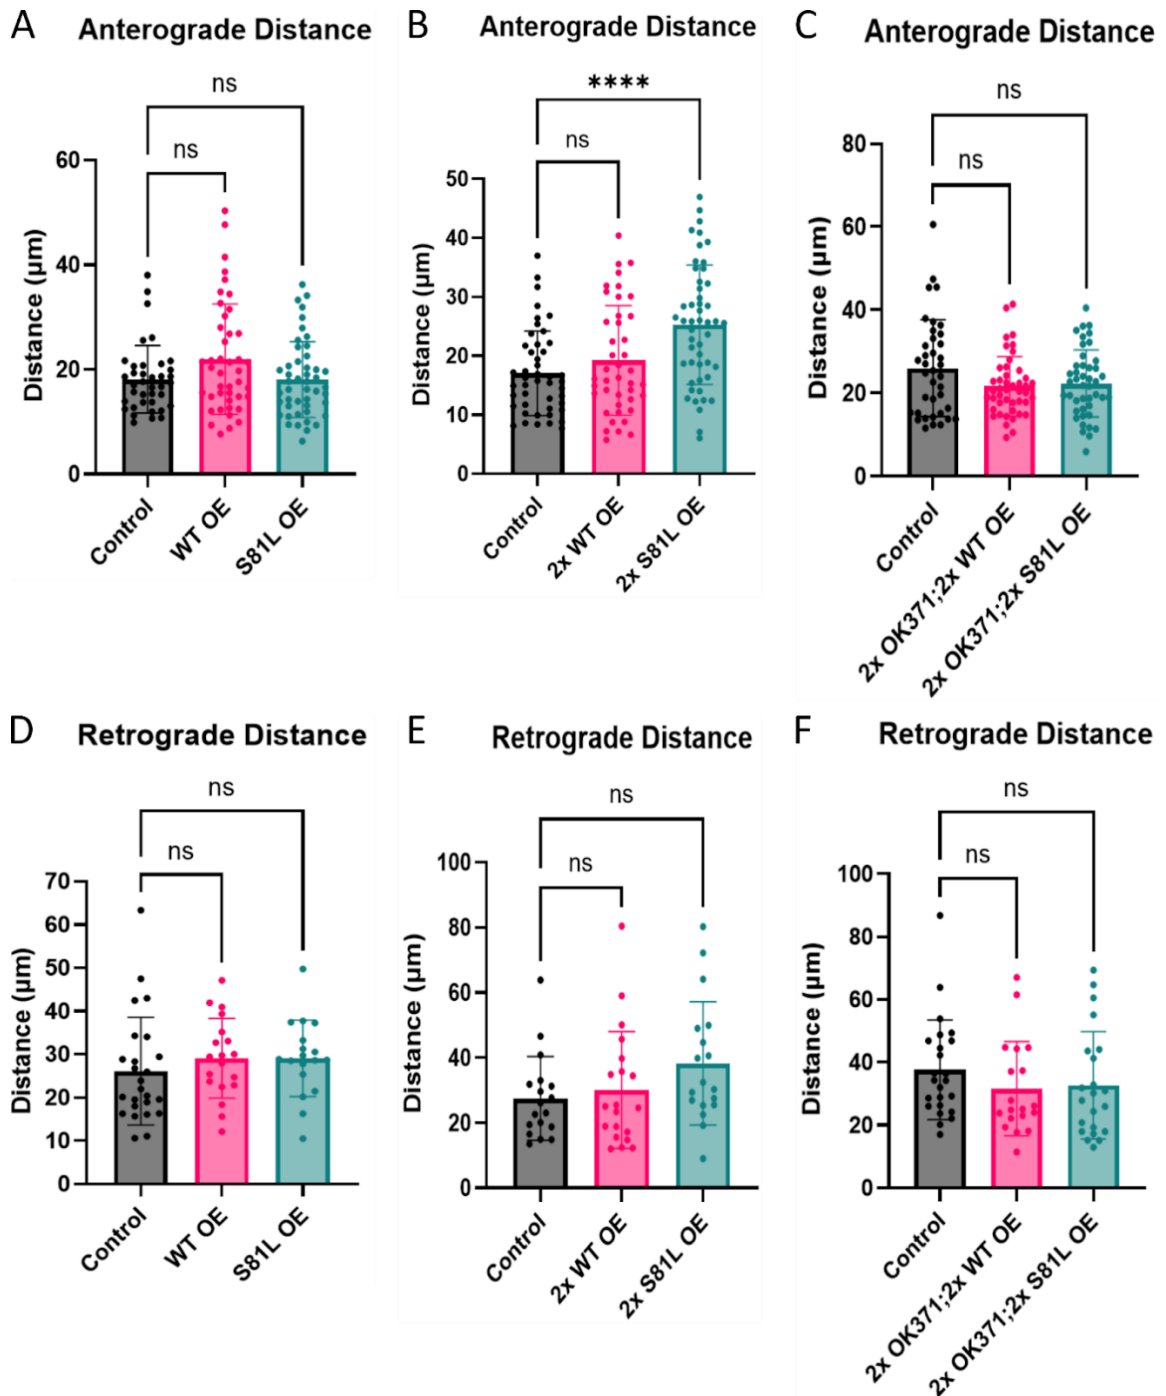 A
Anterograde Distance
ns
ns
60
40
20
0
Distance (μm)
Control
WT OE
S81L OE
B
Anterograde Distance
****
ns
50
40
30
20
10
0
Distance (μm)
Control
2x WT OE
2x S81L OE
C
Anterograde Distance
ns
ns
80
60
40
20
0
Distance (μm)
Control
2x OK371;2x WT OE
2x OK371;2x S81L OE
D
Retrograde Distance
ns
ns
70
60
50
40
30
20
10
0
Distance (μm)
Control
WT OE
S81L OE
E
Retrograde Distance
ns
ns
100
80
60
40
20
0
Distance (μm)
Control
2x WT OE
2x S81L OE
F
Retrograde Distance
ns
ns
100
80
60
40
20
0
Distance (μm)
Control
2x OK371;2x WT OE
2x OK371;2x S81L OE